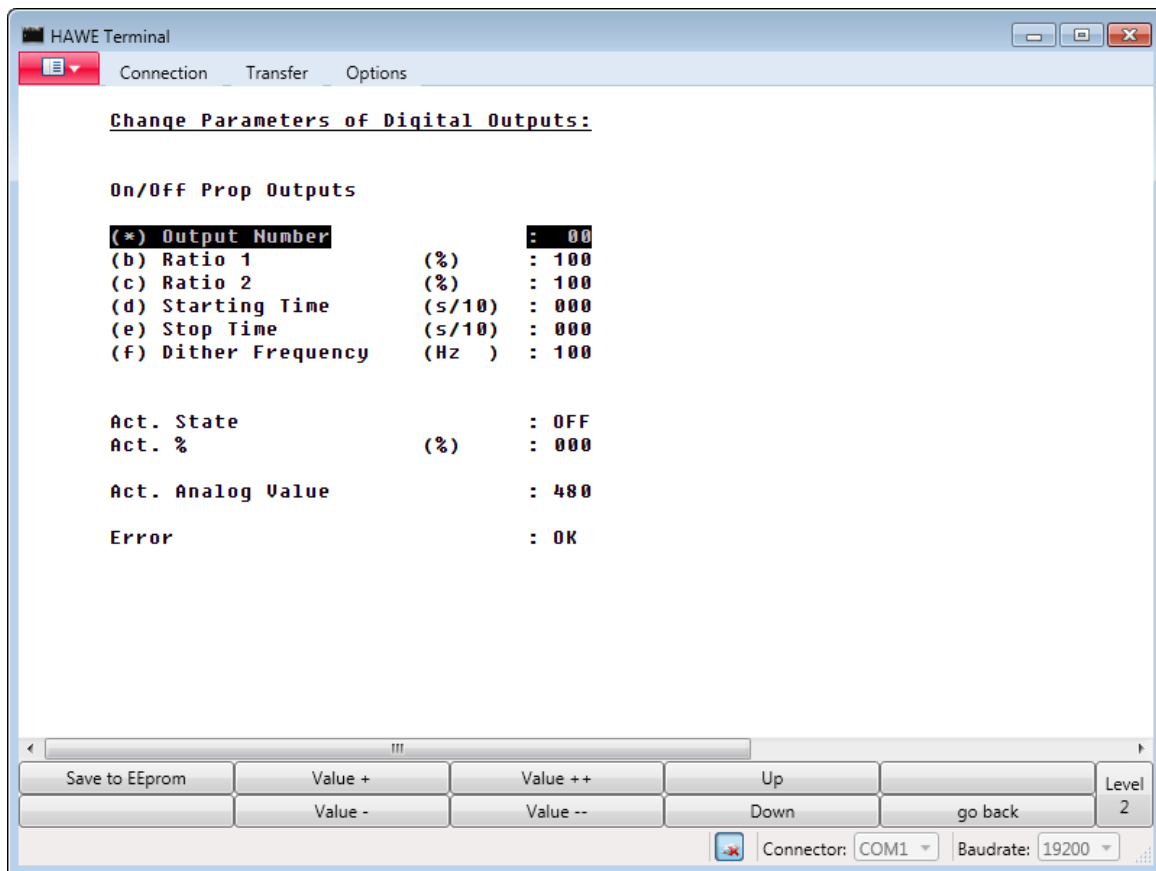 HAWE Terminal
Connection Transfer Options
Change Parameters of Digital Outputs:
On/Off Prop Outputs
(*) Output Number : 00
(b) Ratio 1 (%) : 100
(c) Ratio 2 (%) : 100
(d) Starting Time (s/10) : 000
(e) Stop Time (s/10) : 000
(f) Dither Frequency (Hz ) : 100
Act. State : OFF
Act. % (%) : 000
Act. Analog Value : 480
Error : OK
Save to EEprom Value + Value ++ Up Level
Value - Value -- Down go back 2
Connector: COM1 Baudrate: 19200